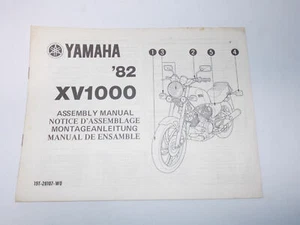 YAMAHA
'82
XV1000
ASSEMBLY MANUAL
NOTICE D'ASSEMBLAGE
MONTAGEANLEITUNG
MANUAL DE ENSAMBLE
1 3 2 5 4